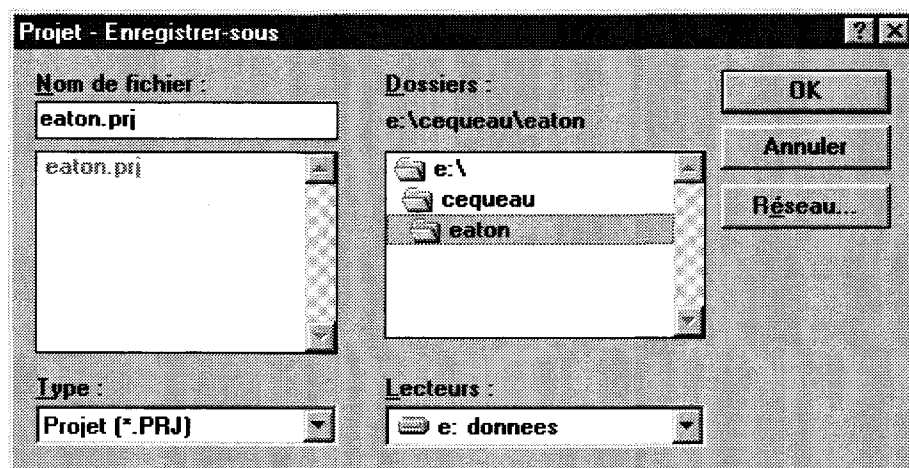 Projet - Enregistrer-sous
Nom de fichier :
eaton.prj
eaton.prj
Type :
Projet (*.PRJ)
Dossiers :
e:\cequeau\eaton
e:\
cequeau
eaton
Lecteurs :
e: donnees
OK
Annuler
Réseau...